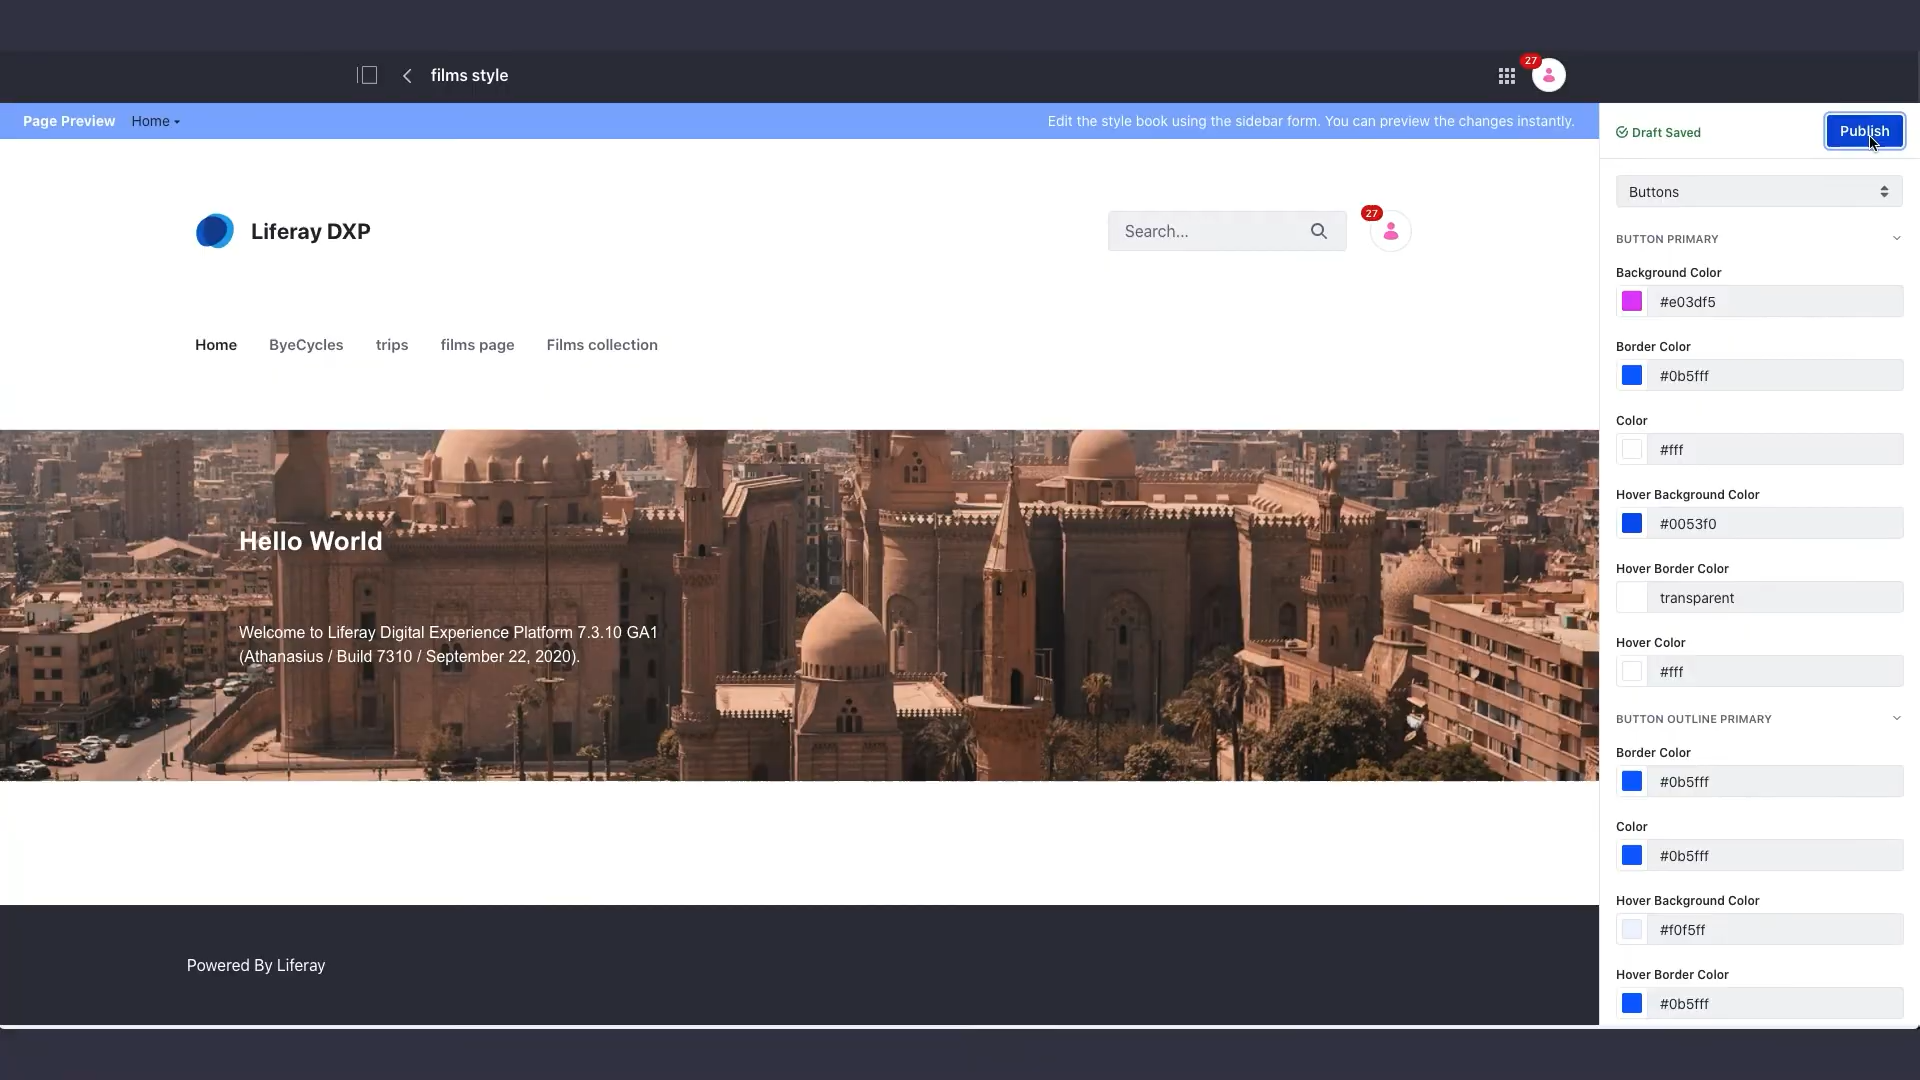 films style
27
Page Preview Home
Edit the style book using the sidebar form. You can preview the changes instantly.
Draft Saved
Publish
Liferay DXP
Search...
27
Home ByeCycles trips films page Films collection
Hello World
Welcome to Liferay Digital Experience Platform 7.3.10 GA1
(Athanasius / Build 7310 / September 22, 2020).
Powered By Liferay
Buttons
BUTTON PRIMARY
Background Color
#e03df5
Border Color
#0b5fff
Color
#fff
Hover Background Color
#0053f0
Hover Border Color
transparent
Hover Color
#fff
BUTTON OUTLINE PRIMARY
Border Color
#0b5fff
Color
#0b5fff
Hover Background Color
#f0f5ff
Hover Border Color
#0b5fff